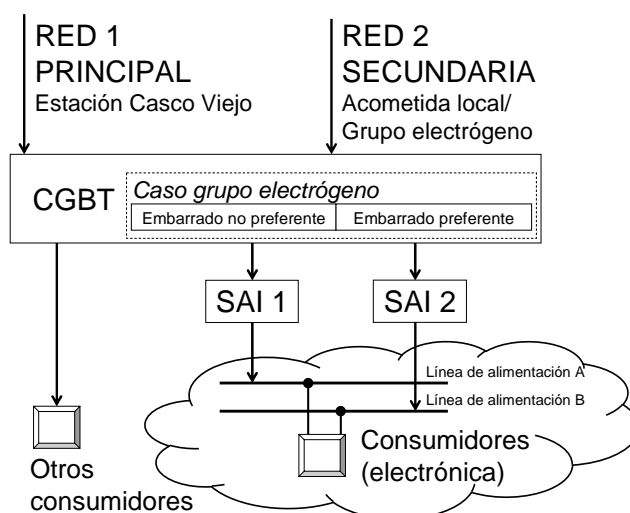 RED 1
PRINCIPAL
Estación Casco Viejo
RED 2
SECUNDARIA
Acometida local/
Grupo electrógeno
CGBT
Caso grupo electrógeno
Embarrado no preferente
Embarrado preferente
SAI 1
SAI 2
Línea de alimentación A
Línea de alimentación B
Otros
consumidores
Consumidores
(electrónica)